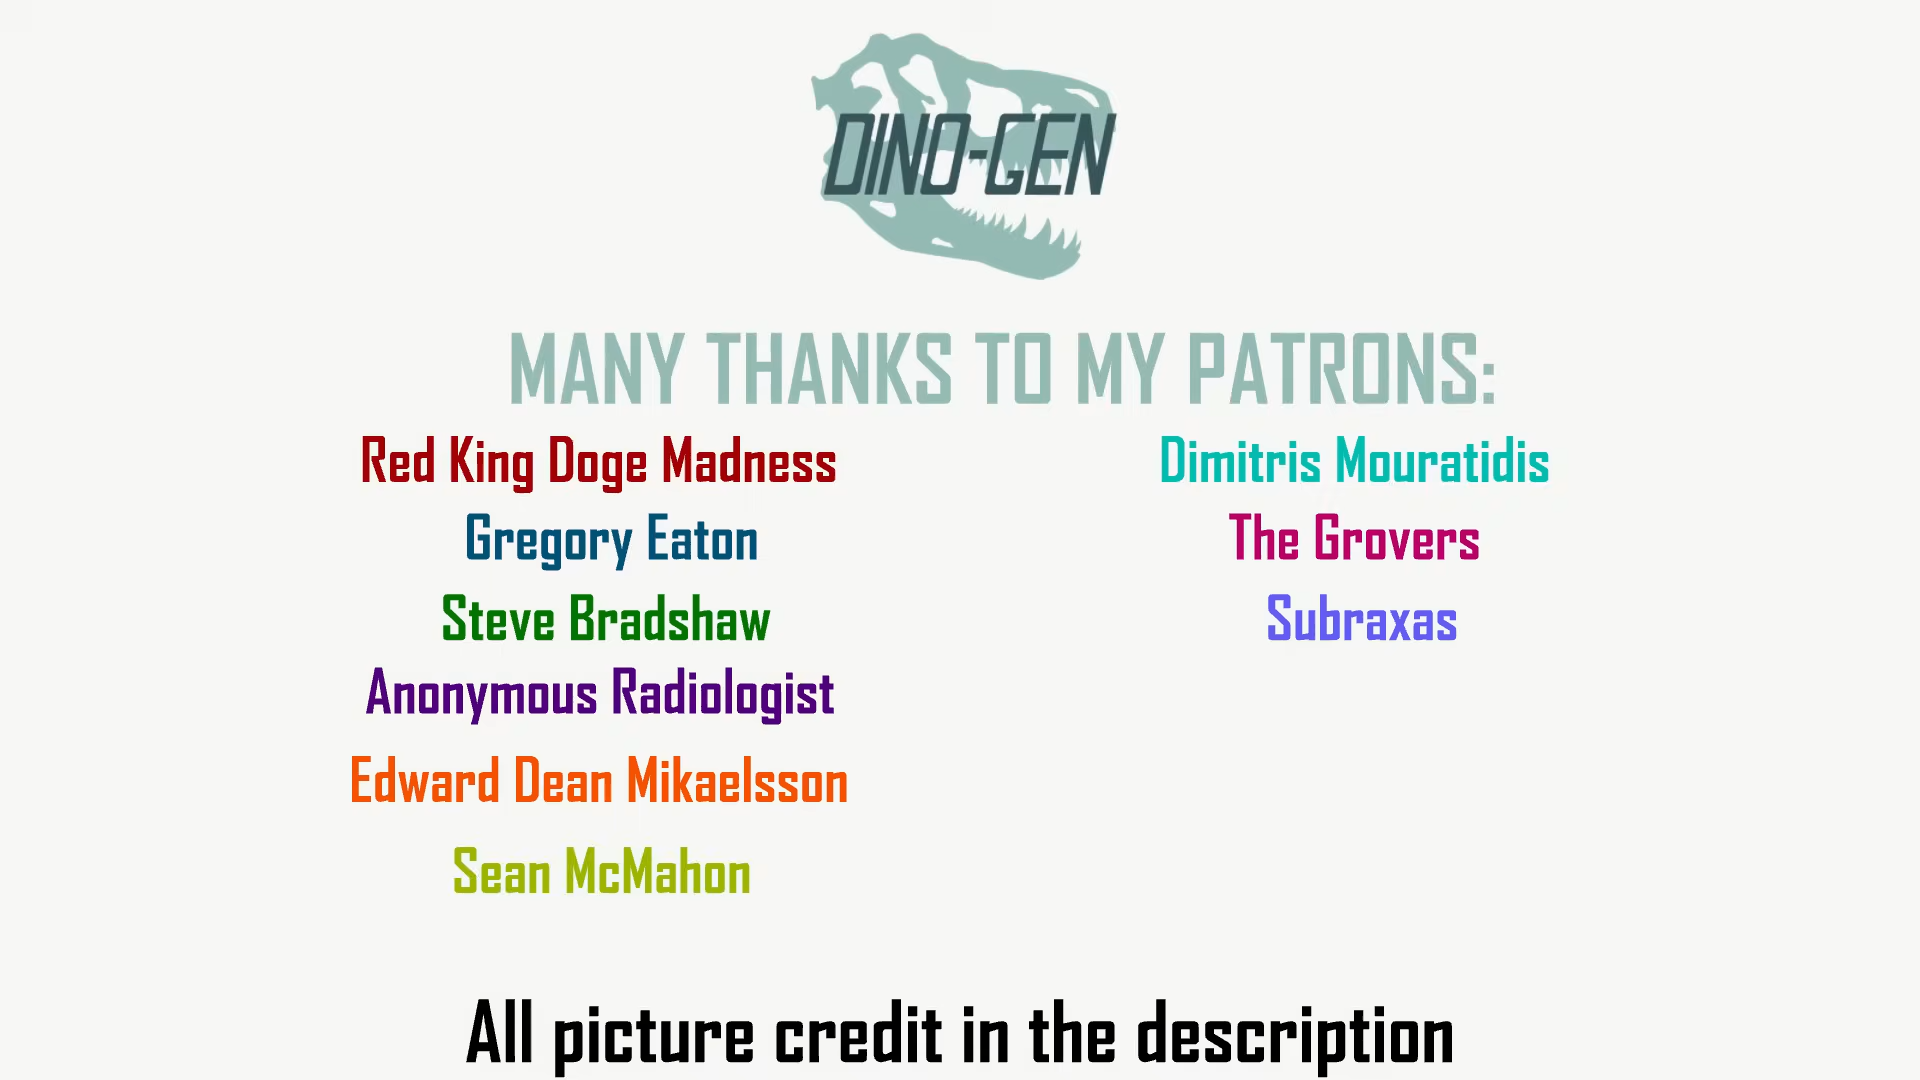 DINO-GEN
MANY THANKS TO MY PATRONS:
Red King Doge Madness
Gregory Eaton
Steve Bradshaw
Anonymous Radiologist
Edward Dean Mikaelsson
Sean McMahon
Dimitris Mouratidis
The Grovers
Subraxas
All picture credit in the description